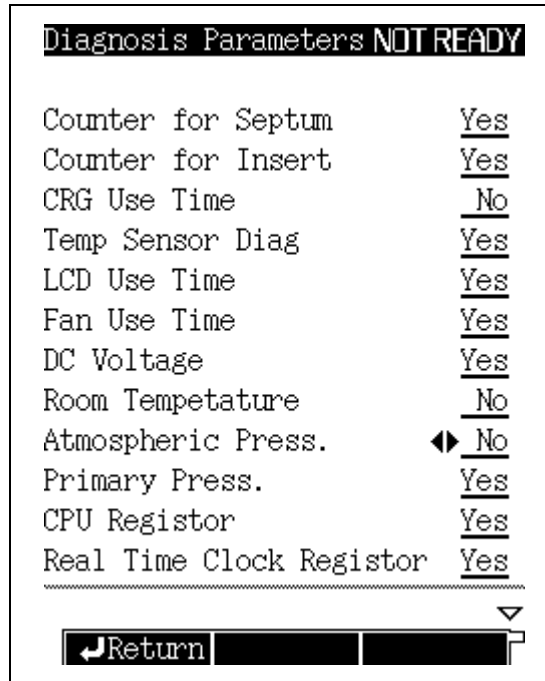 Diagnosis Parameters NOT READY
Counter for Septum Yes
Counter for Insert Yes
CRG Use Time No
Temp Sensor Diag Yes
LCD Use Time Yes
Fan Use Time Yes
DC Voltage Yes
Room Tempetature No
Atmospheric Press. No
Primary Press. Yes
CPU Registor Yes
Real Time Clock Registor Yes
Return